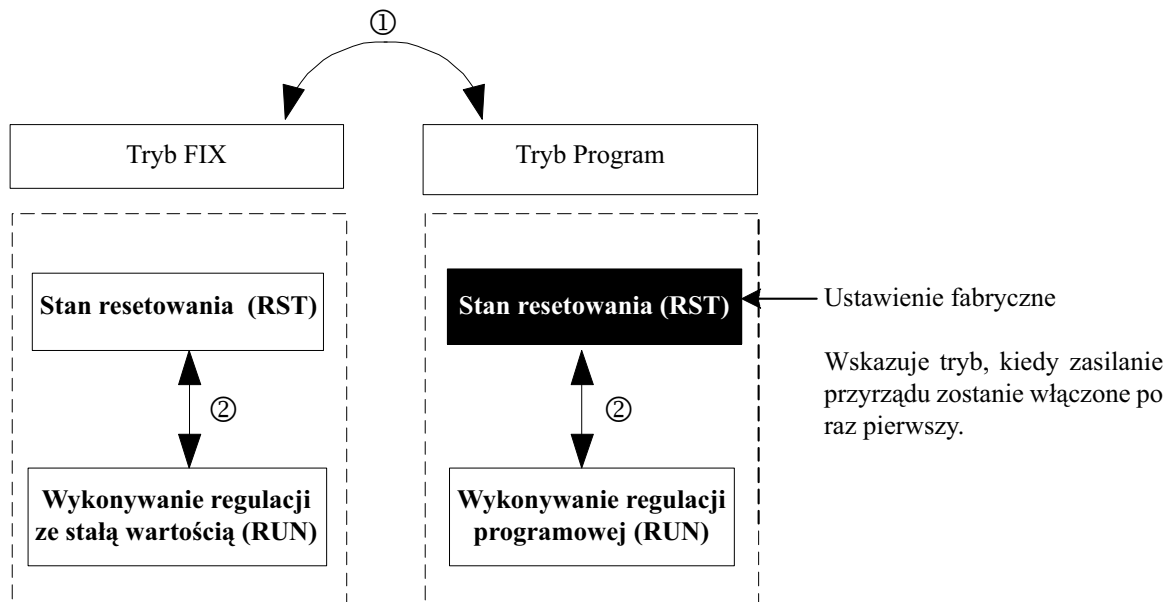 ①
Tryb FIX
Tryb Program
Stan resetowania (RST)
Stan resetowania (RST)
Ustawienie fabryczne
Wskazuje tryb, kiedy zasilanie
przyrządu zostanie włączone po
raz pierwszy.
②
②
Wykonywanie regulacji
ze stałą wartością (RUN)
Wykonywanie regulacji
programowej (RUN)